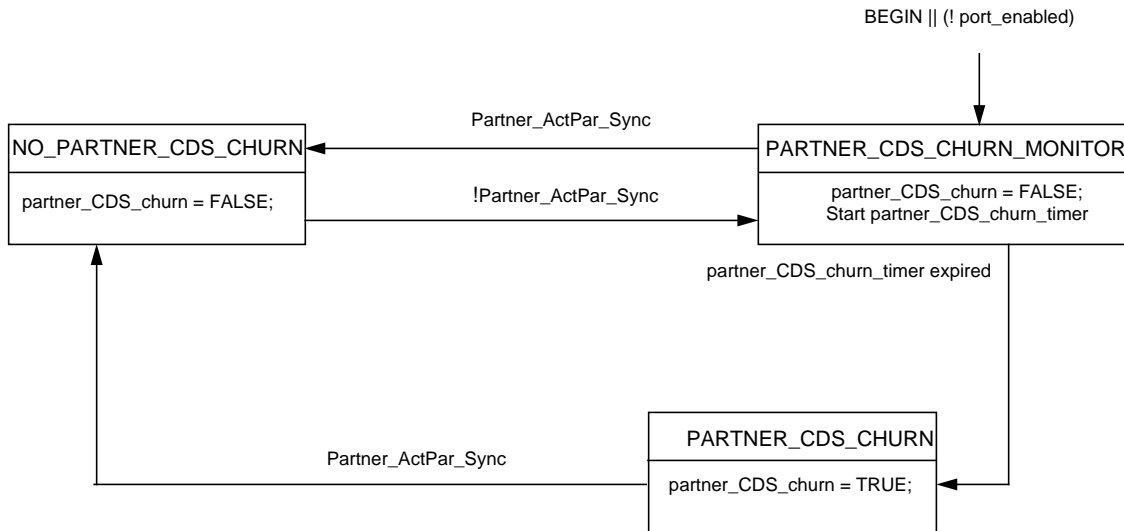 BEGIN || (! port_enabled)
Partner_ActPar_Sync
NO_PARTNER_CDS_CHURN
PARTNER_CDS_CHURN_MONITOR
partner_CDS_churn = FALSE;
!Partner_ActPar_Sync
partner_CDS_churn = FALSE;
Start partner_CDS_churn_timer
partner_CDS_churn_timer expired
PARTNER_CDS_CHURN
Partner_ActPar_Sync
partner_CDS_churn = TRUE;